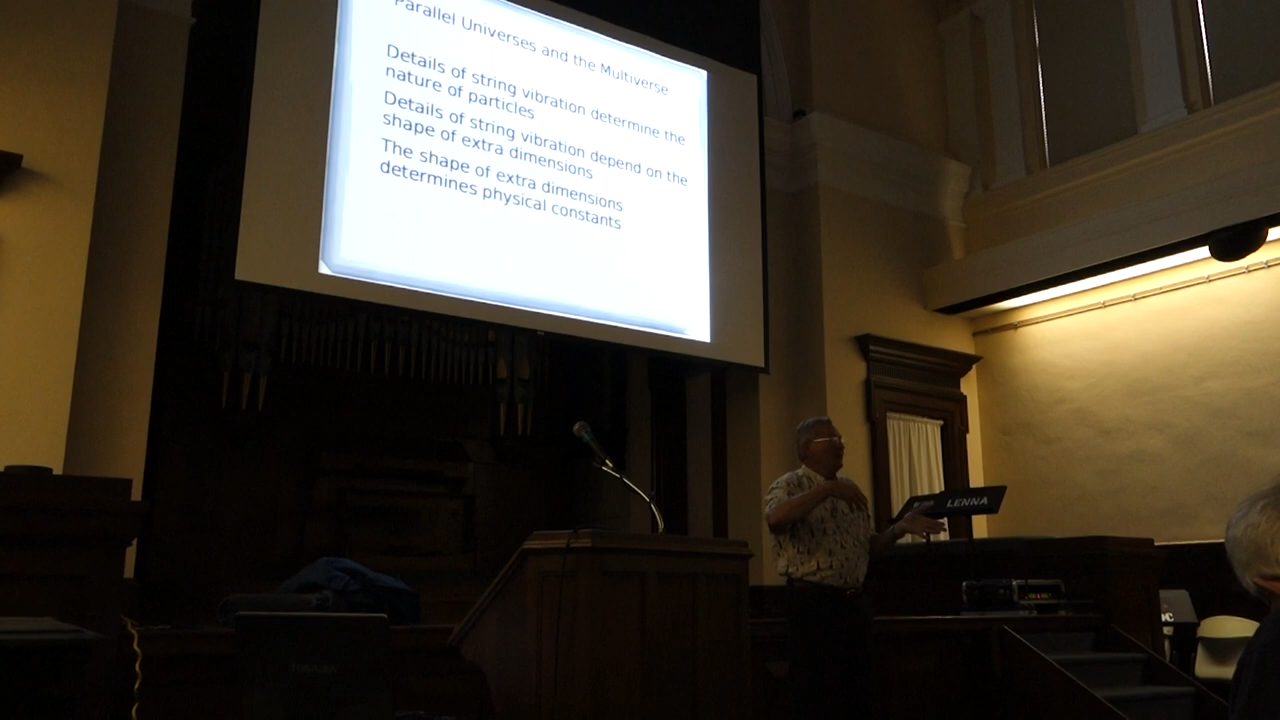 Parallel Universes and the Multiverse
Details of string vibration determine the
nature of particles
Details of string vibration depend on the
shape of extra dimensions
The shape of extra dimensions
determines physical constants
LENNA